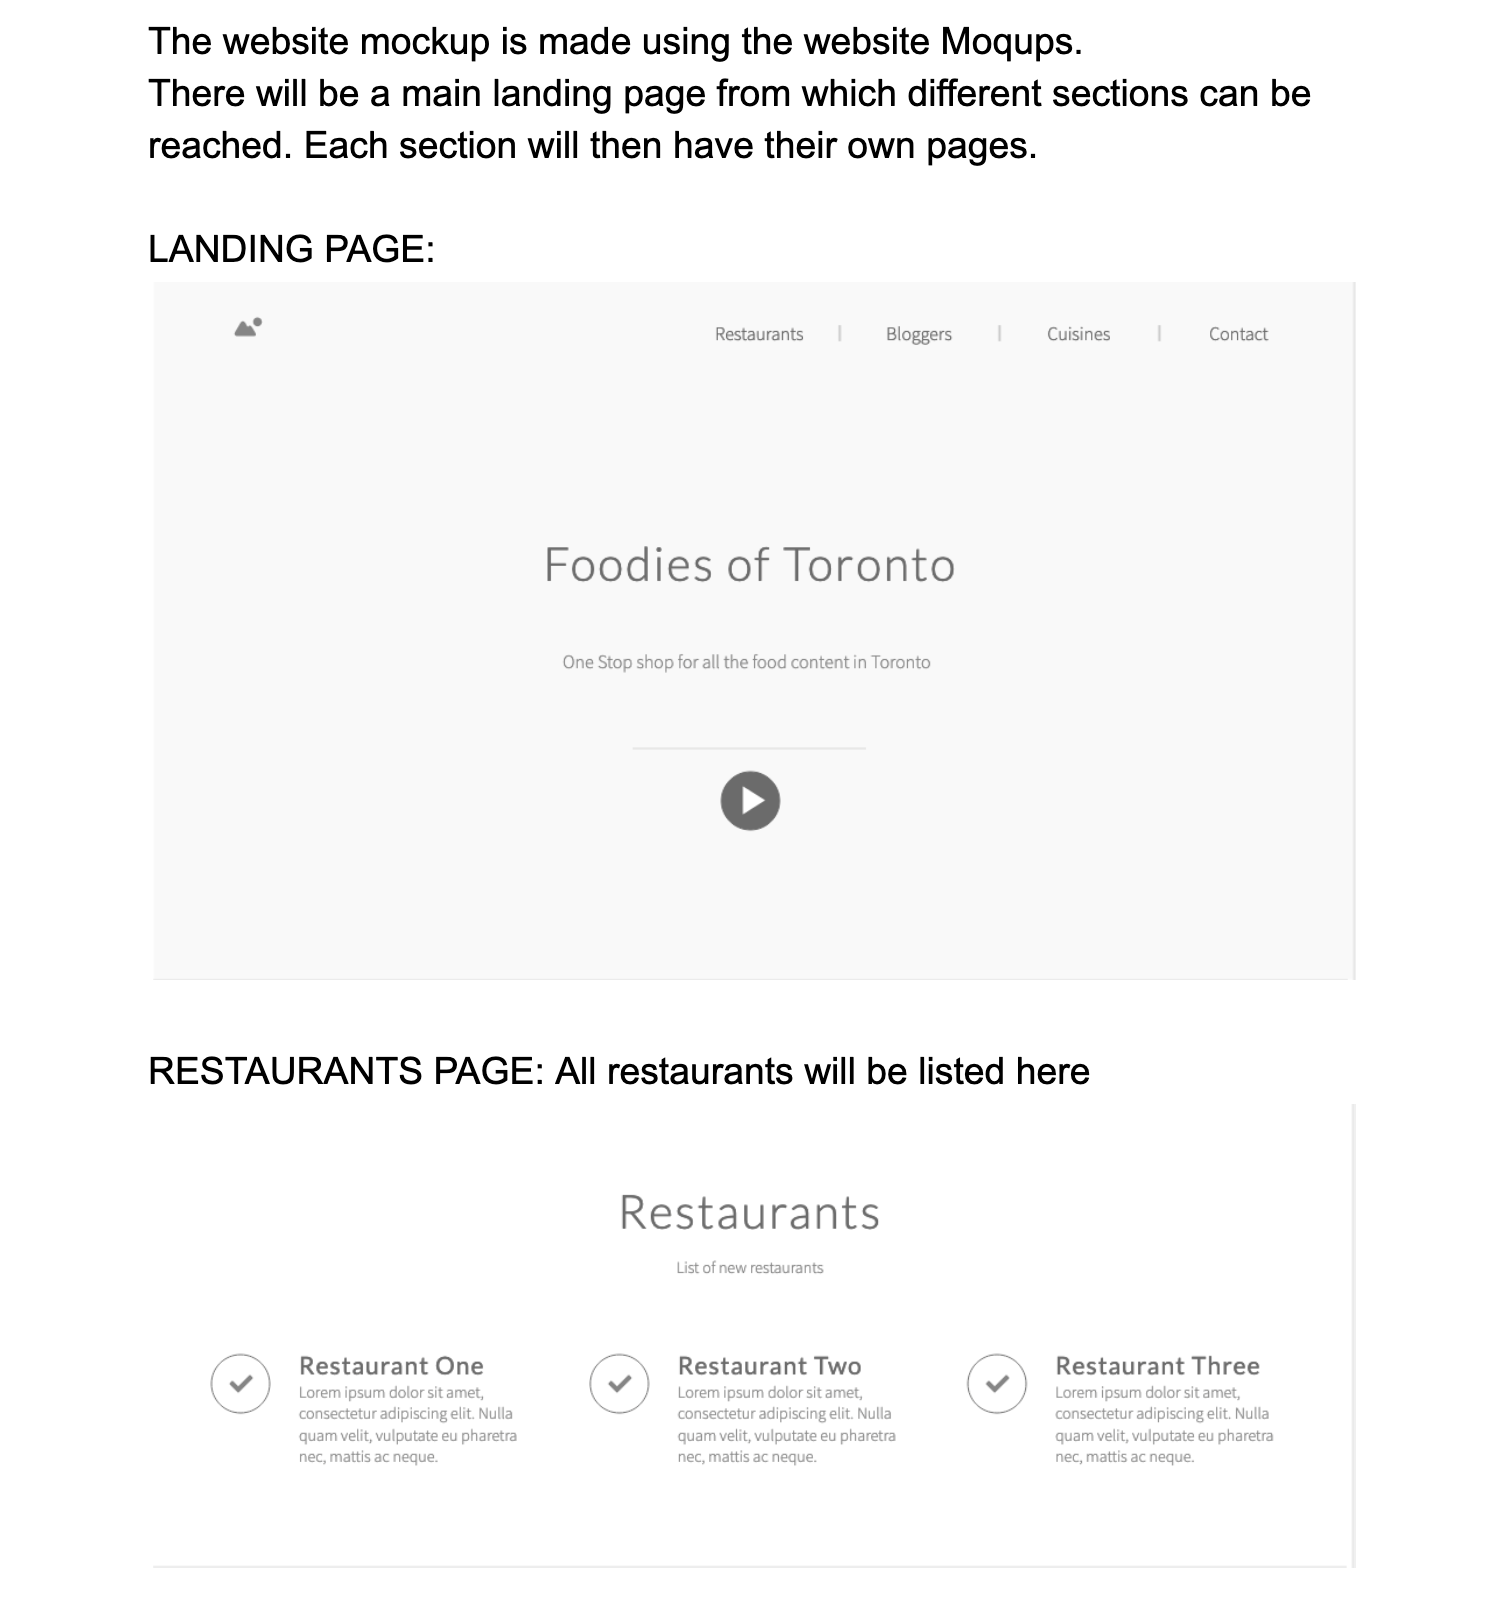 The website mockup is made using the website Moqups.
There will be a main landing page from which different sections can be
reached. Each section will then have their own pages.
LANDING PAGE:
Restaurants | Bloggers | Cuisines | Contact
Foodies of Toronto
One Stop shop for all the food content in Toronto
RESTAURANTS PAGE: All restaurants will be listed here
Restaurants
List of new restaurants
Restaurant One
Lorem ipsum dolor sit amet,
consectetur adipiscing elit. Nulla
quam velit, vulputate eu pharetra
nec, mattis ac neque.
Restaurant Two
Lorem ipsum dolor sit amet,
consectetur adipiscing elit. Nulla
quam velit, vulputate eu pharetra
nec, mattis ac neque.
Restaurant Three
Lorem ipsum dolor sit amet,
consectetur adipiscing elit. Nulla
quam velit, vulputate eu pharetra
nec, mattis ac neque.